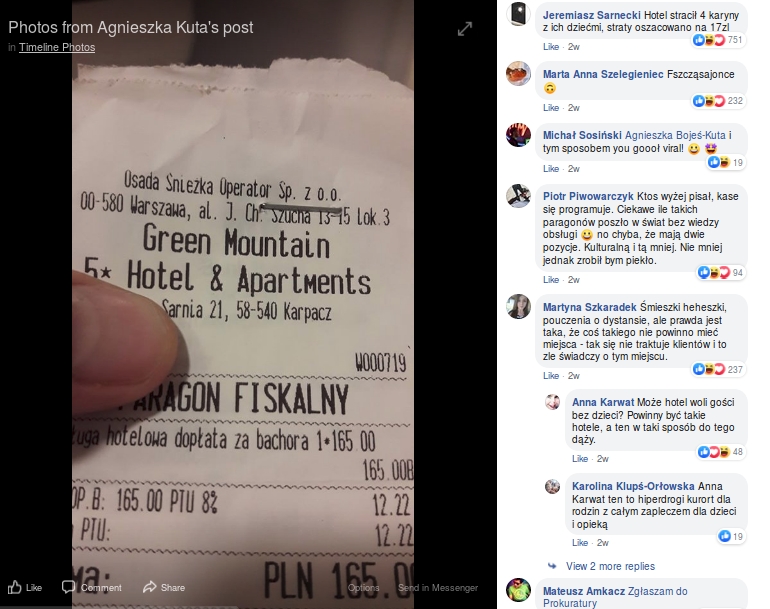 Photos from Agnieszka Kuta's post
in Timeline Photos
Osada Śnieżka Operator Sp. z o.o.
00-580 Warszawa, al. J. Ch. Szucha 13-15 lok.3
Green Mountain
5* Hotel & Apartments
Sarnia 21, 58-540 Karpacz
W000719
PARAGON FISKALNY
hotelowa dopłata za bachora 1*165 00
165.00B
OP.B: 165.00 PTU 8% 12.22
PTU: 12.22
PLN 165.0
Like Comment Share Options Send in Messenger
Jeremiasz Sarnecki Hotel stracił 4 karyny
z ich dziećmi, straty oszacowano na 17zl
751
Like · 2w
Marta Anna Szelegieniec Fszcząsajonce
🙃
232
Like · 2w
Michał Sosiński Agnieszka Bojeś-Kuta i
tym sposobem you goool viral! 😀 🤩
19
Like · 2w
Piotr Piwowarczyk Ktos wyżej pisał, kase
się programuje. Ciekawe ile takich
paragonów poszło w świat bez wiedzy
obsługi 😀 no chyba, że mają dwie
pozycje. Kulturalną i tą mniej. Nie mniej
jednak zrobił bym piekło.
94
Like · 2w
Martyna Szkaradek Śmieszki heheszki,
pouczenia o dystansie, ale prawda jest
taka, że coś takiego nie powinno mieć
miejsca - tak się nie traktuje klientów i to
zle świadczy o tym miejscu.
237
Like · 2w
Anna Karwat Może hotel woli gości
bez dzieci? Powinny być takie
hotele, a ten w taki sposób do tego
dąży.
48
Like · 2w
Karolina Klupś-Orłowska Anna
Karwat ten to hiperdrogi kurort dla
rodzin z całym zapleczem dla dzieci
i opieką
19
Like · 2w
View 2 more replies
Mateusz Amkacz Zgłaszam do
Prokuratury